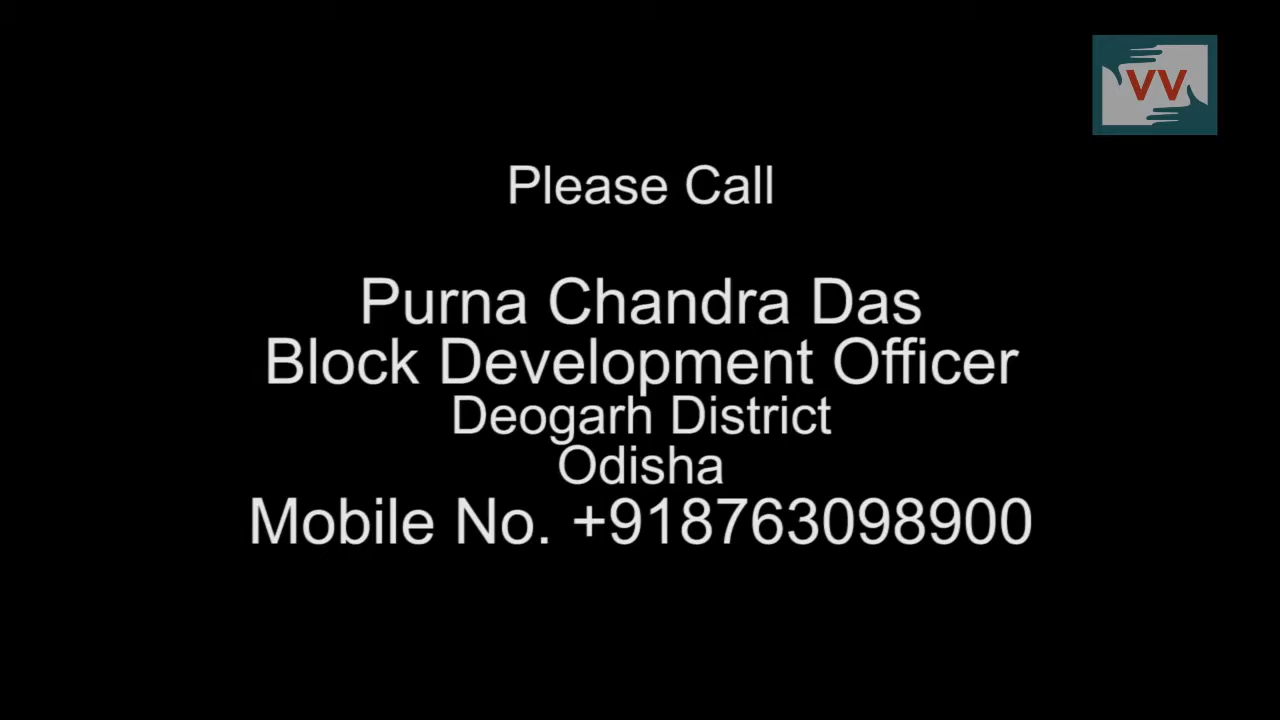 VV
Please Call
Purna Chandra Das
Block Development Officer
Deogarh District
Odisha
Mobile No. +918763098900